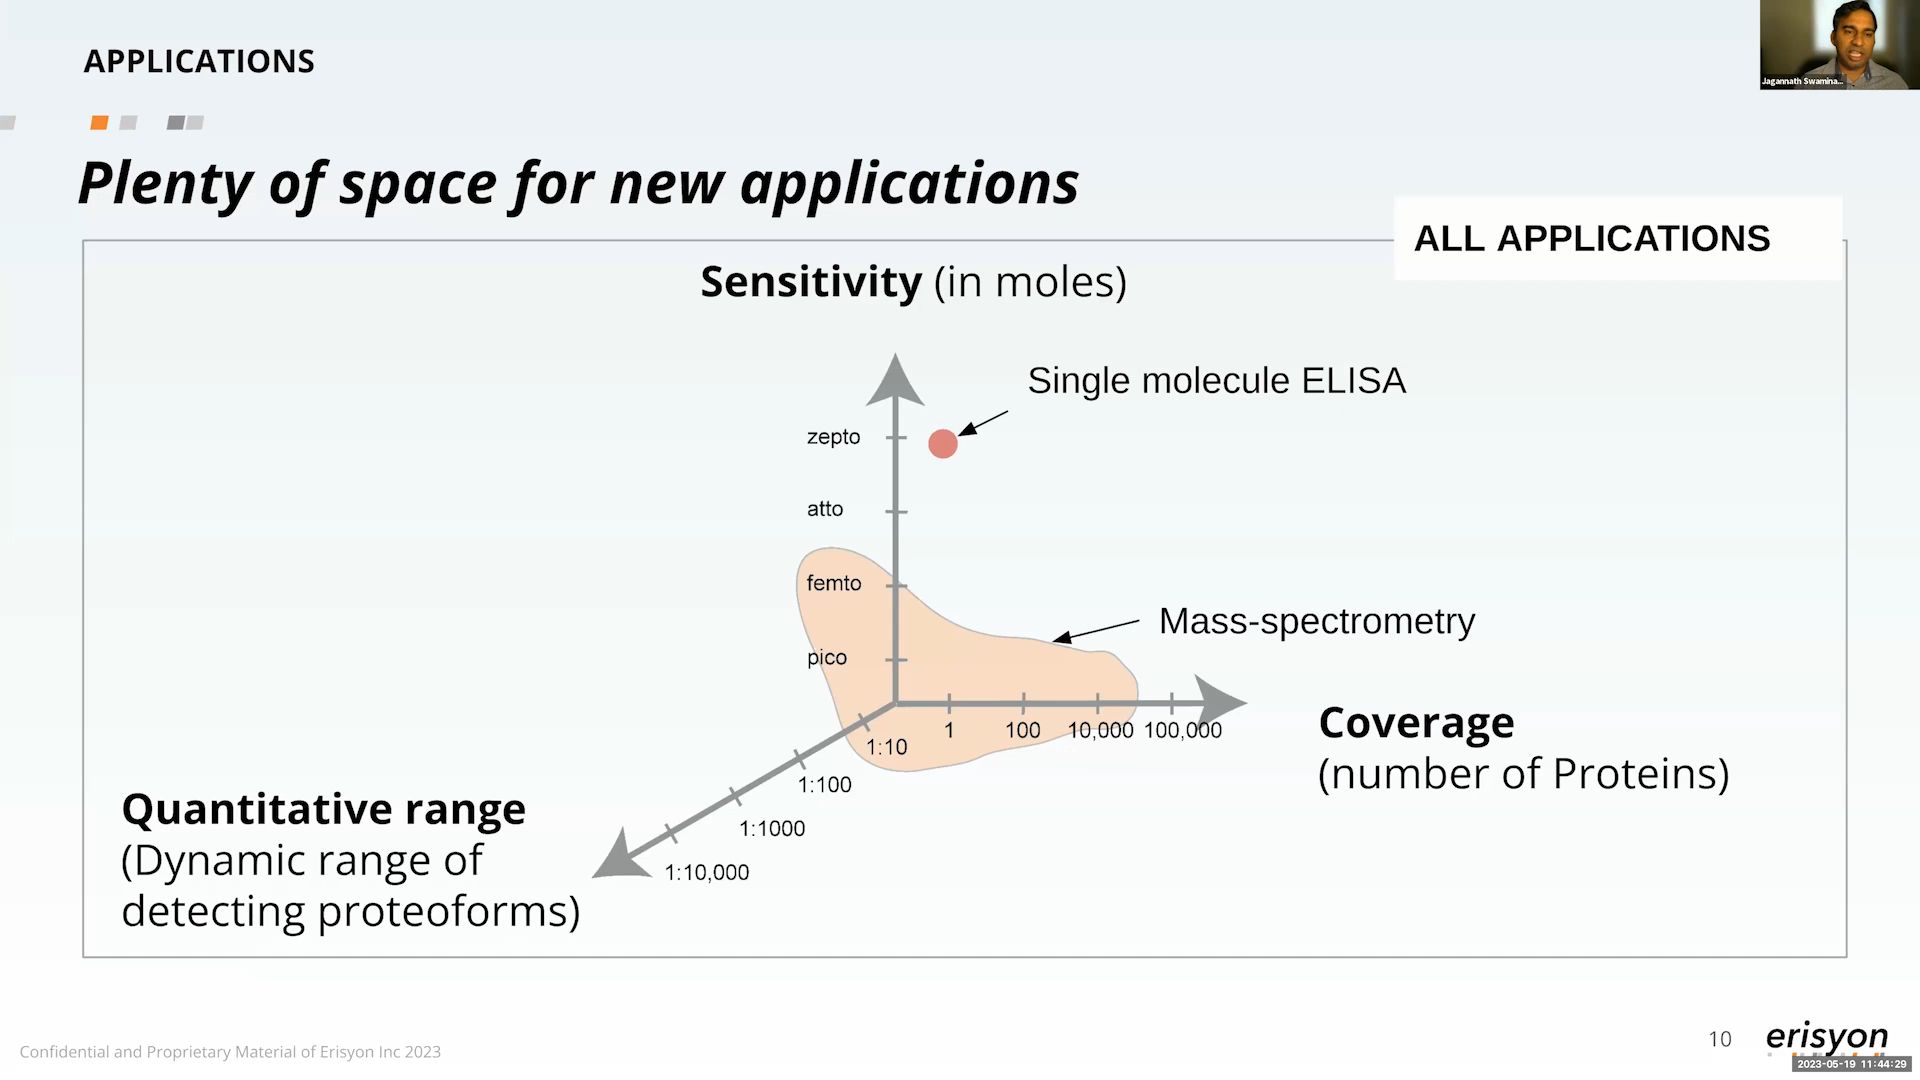 APPLICATIONS
Jagannath Swamina...
Plenty of space for new applications
ALL APPLICATIONS
Sensitivity (in moles)
Single molecule ELISA
zepto
atto
femto
pico
Mass-spectrometry
1 100 10,000 100,000
Coverage
(number of Proteins)
1:10
1:100
1:1000
1:10,000
Quantitative range
(Dynamic range of
detecting proteoforms)
Confidential and Proprietary Material of Erisyon Inc 2023
10
erisyon
2023-05-19 11:44:29